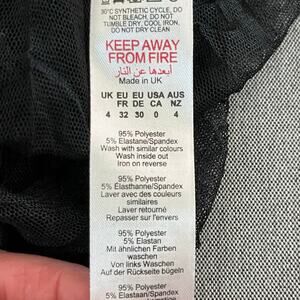 30°C SYNTHETIC CYCLE, DO
NOT BLEACH, DO NOT
TUMBLE DRY, COOL IRON,
DO NOT DRY CLEAN
KEEP AWAY
FROM FIRE
أبعدها عن النار
Made in UK
UK EU EU USA AUS
FR DE CA NZ
4 32 30 0 4
95% Polyester
5% Elastane/Spandex
Wash with similar colours
Wash inside out
Iron on reverse
95% Polyester
5% Elasthanne/Spandex
Laver avec des couleurs
similaires
Laver retourné
Repasser sur l'envers
95% Polyester
5% Elastan
Mit ähnlichen Farben
waschen
Von links Waschen
Auf der Rückseite bügeln
95% Polyester
5% Elastaan/Spandex